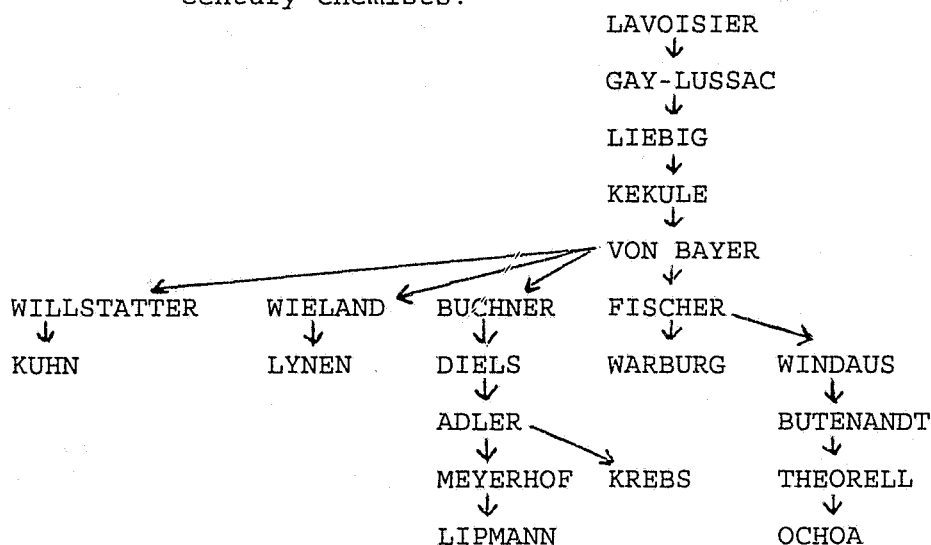 century chemists:
LAVOISIER
GAY-LUSSAC
LIEBIG
KEKULE
VON BAYER
WILLSTATTER WIELAND BUCHNER FISCHER
KUHN LYNEN DIELS WARBURG WINDAUS
ADLER BUTENANDT
MEYERHOF KREBS THEORELL
LIPMANN OCHOA